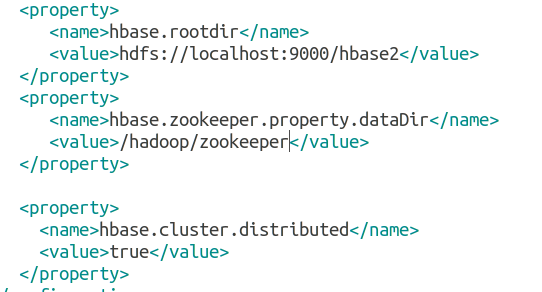 <property>
<name>hbase.rootdir</name>
<value>hdfs://localhost:9000/hbase2</value>
</property>
<property>
<name>hbase.zookeeper.property.dataDir</name>
<value>/hadoop/zookeeper</value>
</property>
<property>
<name>hbase.cluster.distributed</name>
<value>true</value>
</property>